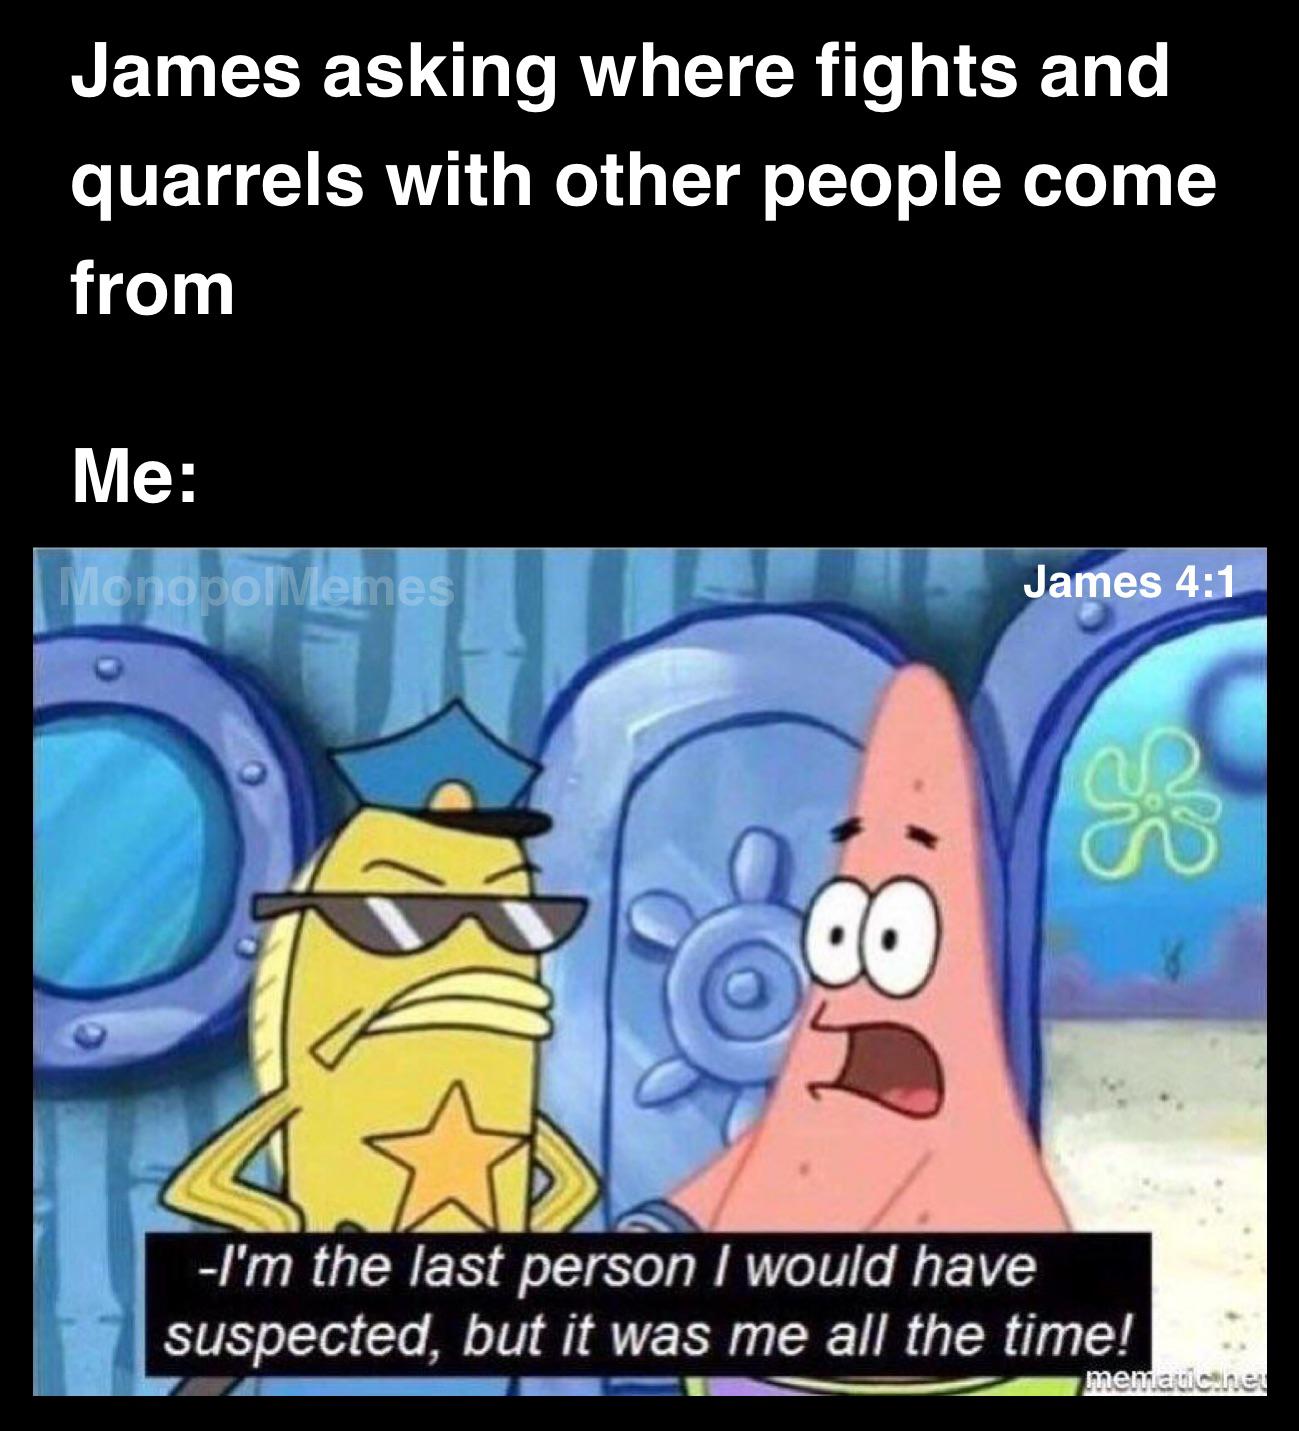 James asking where fights and
quarrels with other people come
from
Me:
MonopolMemes
James 4:1
-I'm the last person I would have
suspected, but it was me all the time!
mematic.net